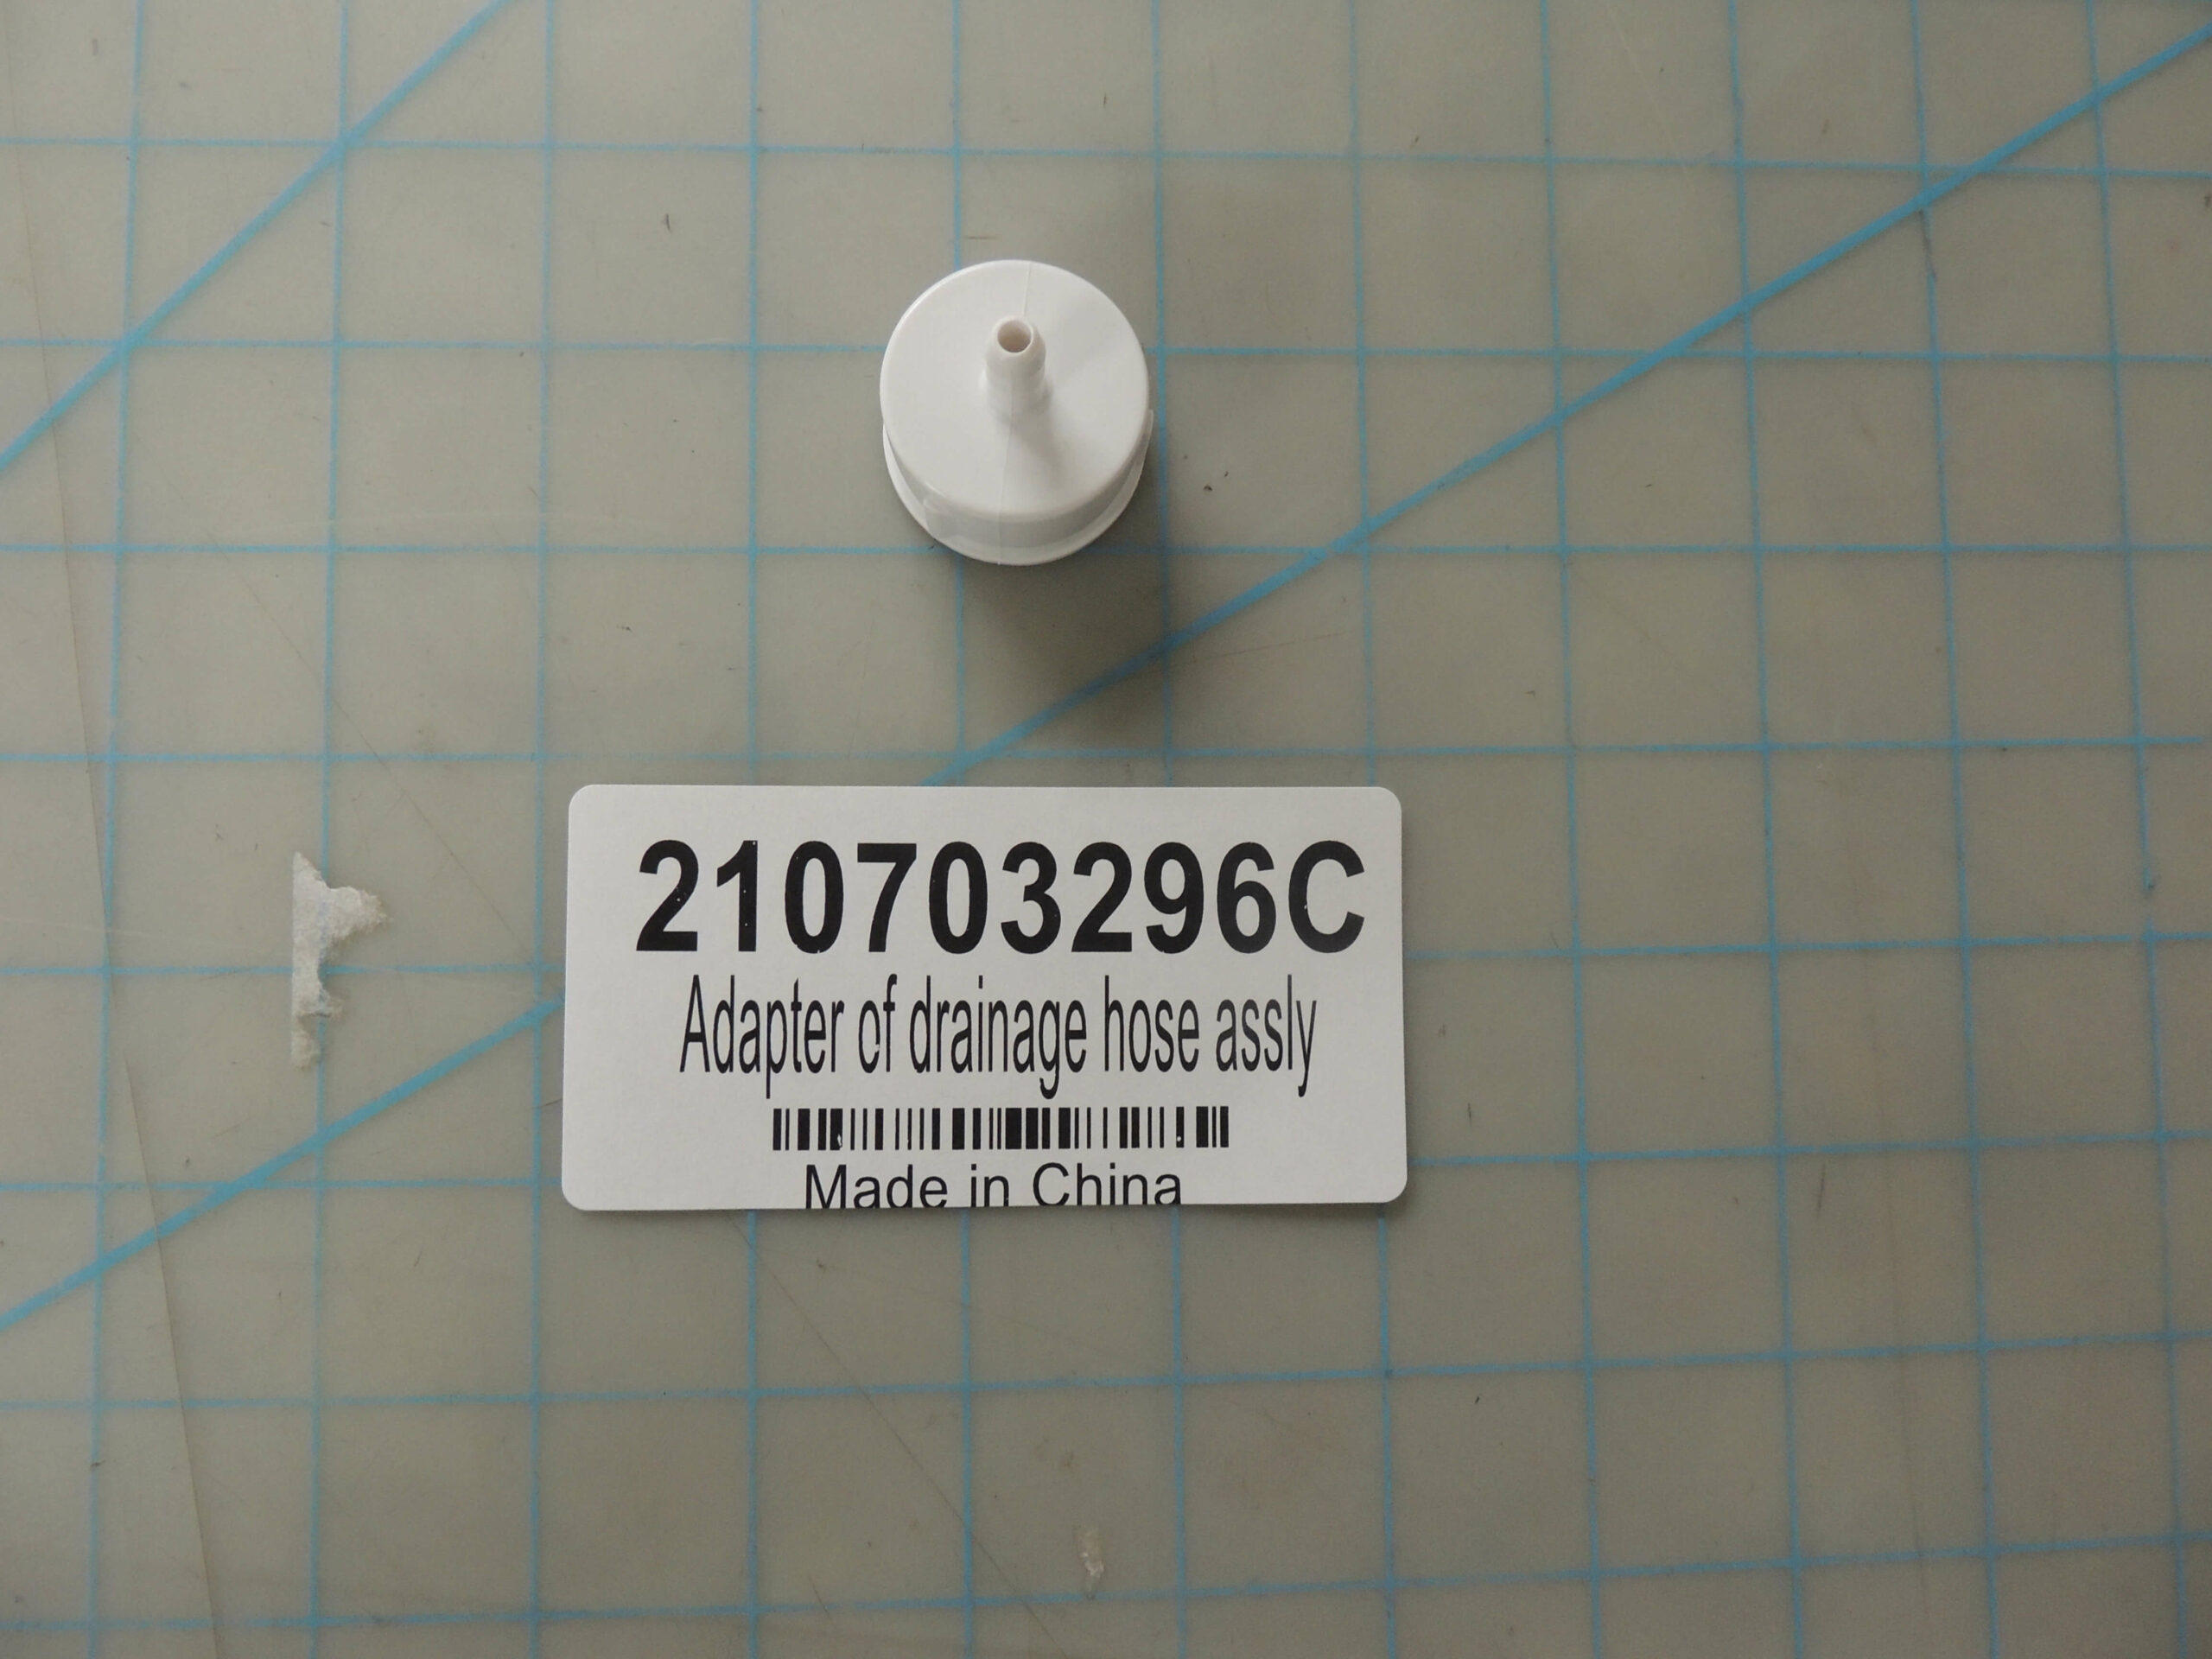 210703296C
Adapter of drainage hose assly
Made in China